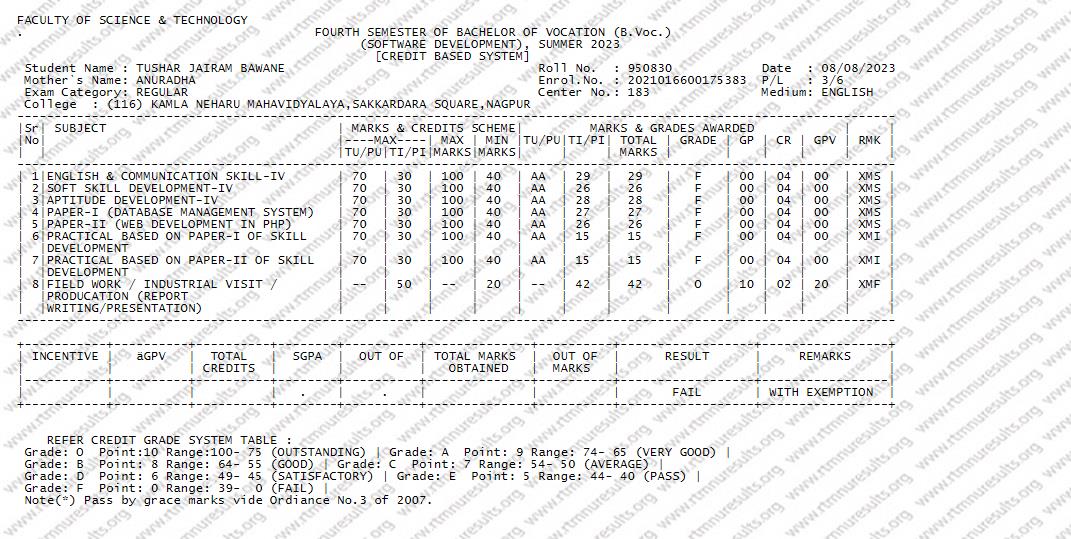 FACULTY OF SCIENCE & TECHNOLOGY
.
FOURTH SEMESTER OF BACHELOR OF VOCATION (B.Voc.)
(SOFTWARE DEVELOPMENT), SUMMER 2023
[CREDIT BASED SYSTEM]
Student Name : TUSHAR JAIRAM BAWANE Roll No. : 950830 Date : 08/08/2023
Mother`s Name: ANURADHA Enrol.No. : 2021016600175383 P/L : 3/6
Exam Category: REGULAR Center No.: 183 Medium: ENGLISH
College : (116) KAMLA NEHARU MAHAVIDYALAYA,SAKKARDARA SQUARE,NAGPUR
|Sr| SUBJECT | MARKS & CREDITS SCHEME| MARKS & GRADES AWARDED | |
|No| |----MAX----| MAX | MIN |TU/PU|TI/PI| TOTAL | GRADE | GP | CR | GPV | RMK |
| | |TU/PU|TI/PI|MARKS|MARKS| | | MARKS | | | | | |
| 1|ENGLISH & COMMUNICATION SKILL-IV | 70 | 30 | 100 | 40 | AA | 29 | 29 | F | 00 | 04 | 00 | XMS |
| 2|SOFT SKILL DEVELOPMENT-IV | 70 | 30 | 100 | 40 | AA | 26 | 26 | F | 00 | 04 | 00 | XMS |
| 3|APTITUDE DEVELOPMENT-IV | 70 | 30 | 100 | 40 | AA | 28 | 28 | F | 00 | 04 | 00 | XMS |
| 4|PAPER-I (DATABASE MANAGEMENT SYSTEM) | 70 | 30 | 100 | 40 | AA | 27 | 27 | F | 00 | 04 | 00 | XMS |
| 5|PAPER-II (WEB DEVELOPMENT IN PHP) | 70 | 30 | 100 | 40 | AA | 26 | 26 | F | 00 | 04 | 00 | XMS |
| 6|PRACTICAL BASED ON PAPER-I OF SKILL | 70 | 30 | 100 | 40 | AA | 15 | 15 | F | 00 | 04 | 00 | XMI |
| |DEVELOPMENT
| 7|PRACTICAL BASED ON PAPER-II OF SKILL | 70 | 30 | 100 | 40 | AA | 15 | 15 | F | 00 | 04 | 00 | XMI |
| |DEVELOPMENT
| 8|FIELD WORK / INDUSTRIAL VISIT / | -- | 50 | -- | 20 | -- | 42 | 42 | O | 10 | 02 | 20 | XMF |
| |PRODUCATION (REPORT
| |WRITING/PRESENTATION)
| INCENTIVE | äGPV | TOTAL | SGPA | OUT OF | TOTAL MARKS | OUT OF | RESULT | REMARKS |
| | | CREDITS | | | OBTAINED | MARKS | | |
| | | | . | . | | | FAIL | WITH EXEMPTION |
REFER CREDIT GRADE SYSTEM TABLE :
Grade: O Point:10 Range:100- 75 (OUTSTANDING) | Grade: A Point: 9 Range: 74- 65 (VERY GOOD) |
Grade: B Point: 8 Range: 64- 55 (GOOD) | Grade: C Point: 7 Range: 54- 50 (AVERAGE) |
Grade: D Point: 6 Range: 49- 45 (SATISFACTORY) | Grade: E Point: 5 Range: 44- 40 (PASS) |
Grade: F Point: 0 Range: 39- 0 (FAIL) |
Note(*) Pass by grace marks vide Ordiance No.3 of 2007.
www.rtmnuresults.org